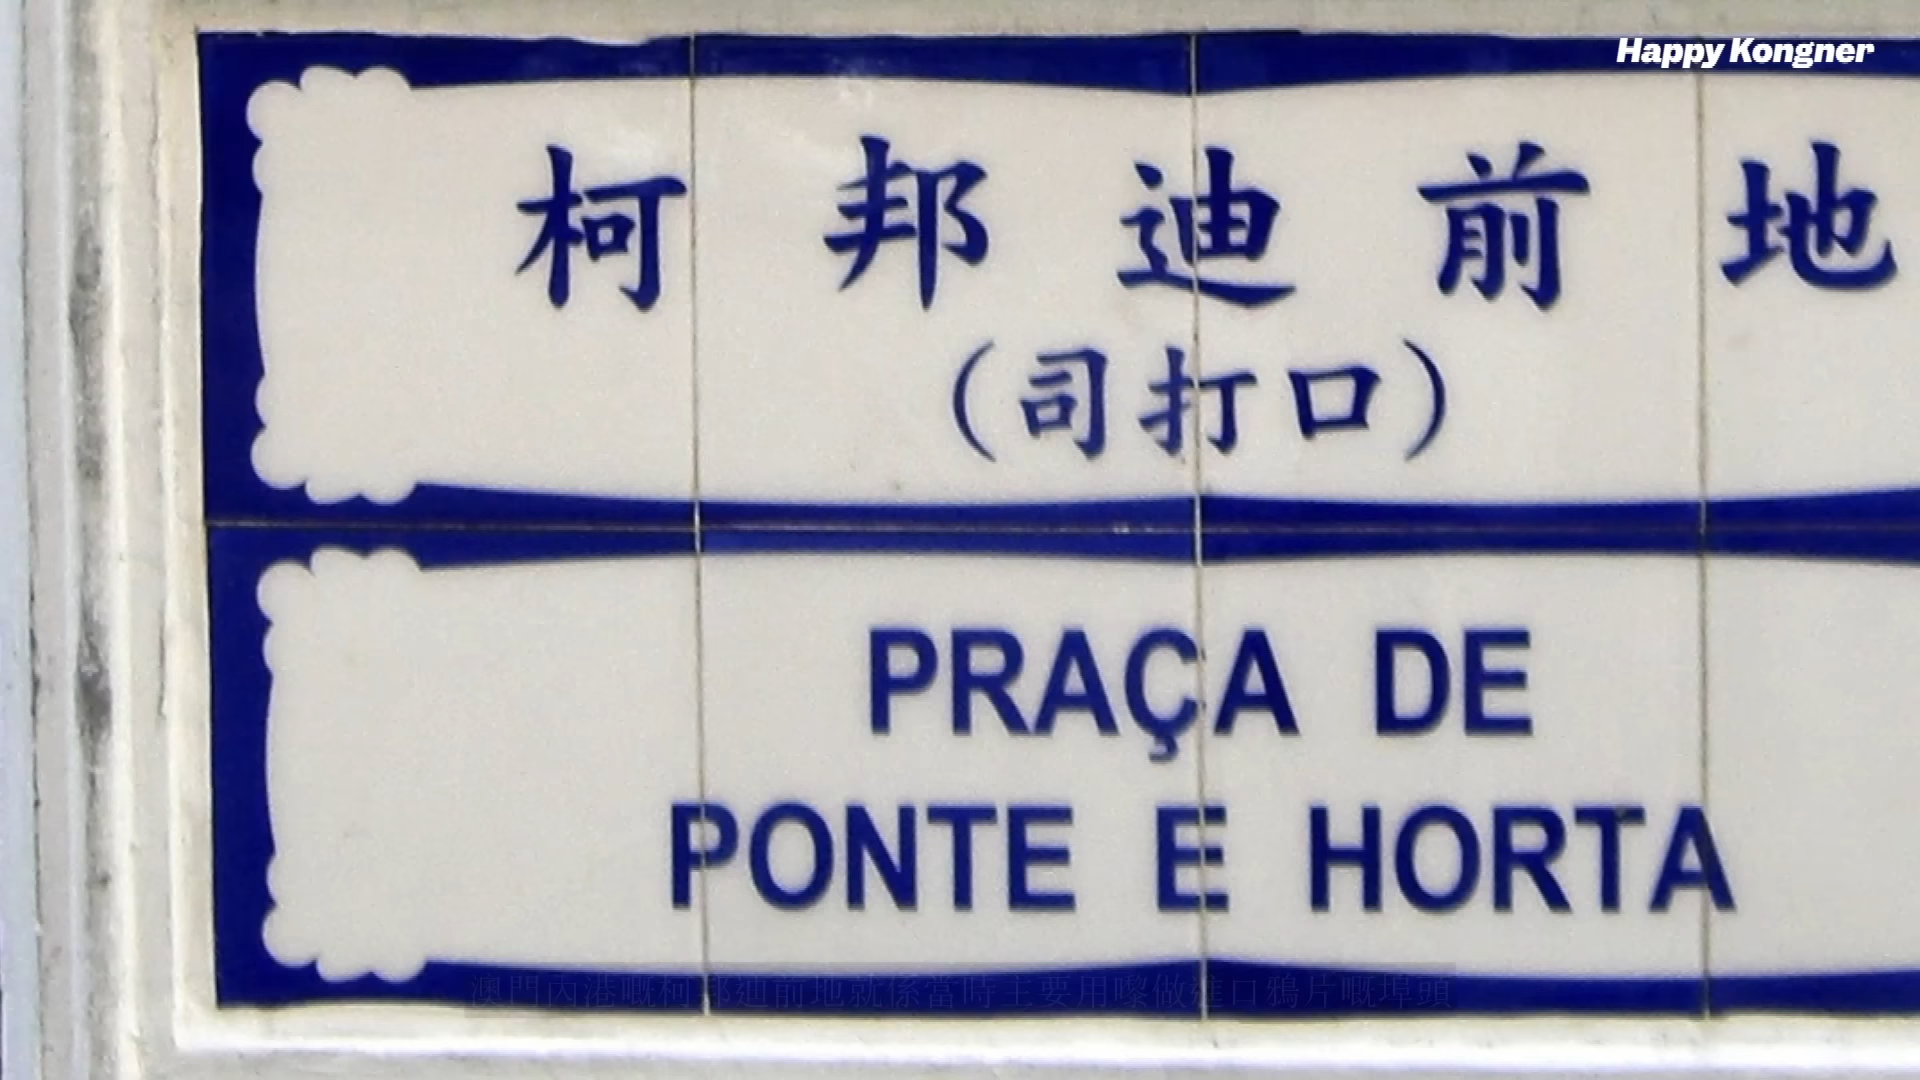 Happy Kongner
柯邦迪前地
(司打口)
PRAÇA DE
PONTE E HORTA
澳門內港嘅柯邦迪前地就係當時主要用嚟做進口鴉片嘅埠頭